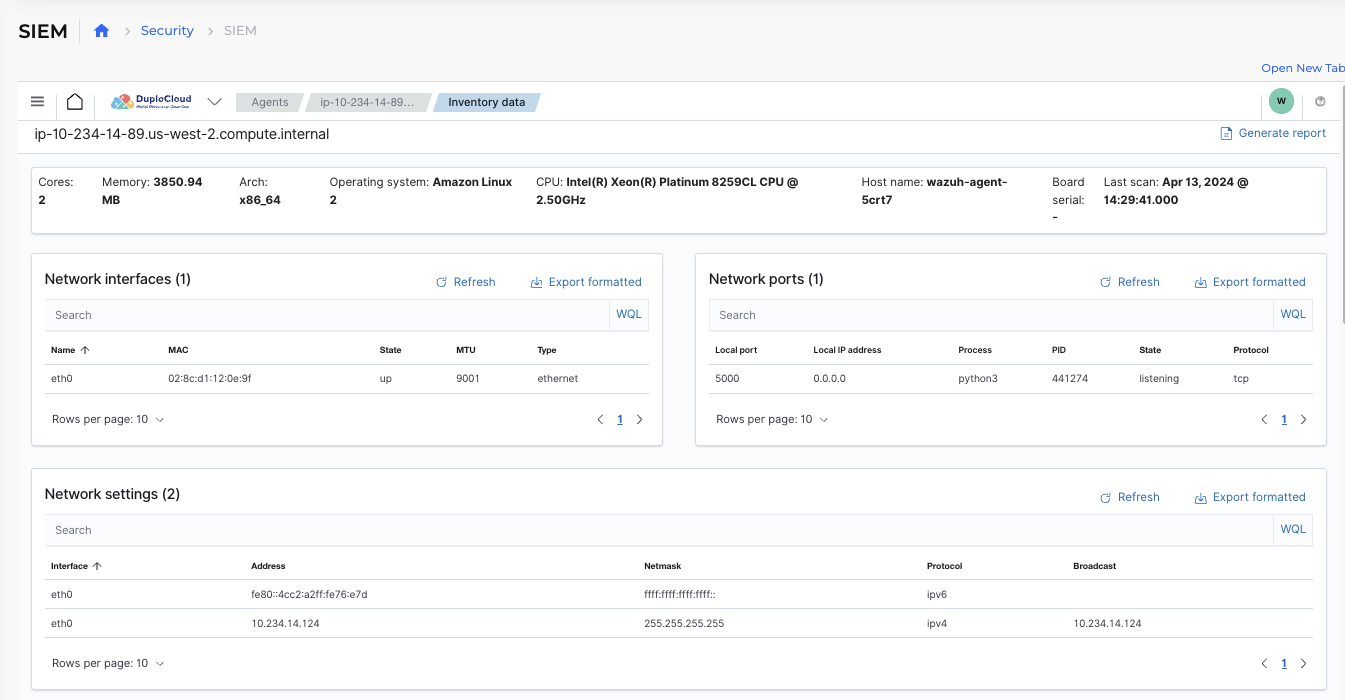 SIEM
Security
SIEM
Open New Tab
DuploCloud
Agents
ip-10-234-14-89...
Inventory data
W
ip-10-234-14-89.us-west-2.compute.internal
Generate report
Cores:
2
Memory: 3850.94
MB
Arch:
x86_64
Operating system: Amazon Linux
2
CPU: Intel(R) Xeon(R) Platinum 8259CL CPU @
2.50GHz
Host name: wazuh-agent-
5crt7
Board
serial:
-
Last scan: Apr 13, 2024 @
14:29:41.000
Network interfaces (1)
Refresh
Export formatted
Search
WQL
Name MAC State MTU Type
eth0 02:8c:d1:12:0e:9f up 9001 ethernet
Rows per page: 10
1
Network ports (1)
Refresh
Export formatted
Search
WQL
Local port Local IP address Process PID State Protocol
5000 0.0.0.0 python3 441274 listening tcp
Rows per page: 10
1
Network settings (2)
Refresh
Export formatted
Search
WQL
Interface Address Netmask Protocol Broadcast
eth0 fe80::4cc2:a2ff:fe76:e7d ffff:ffff:ffff:ffff:: ipv6
eth0 10.234.14.124 255.255.255.255 ipv4 10.234.14.124
Rows per page: 10
1